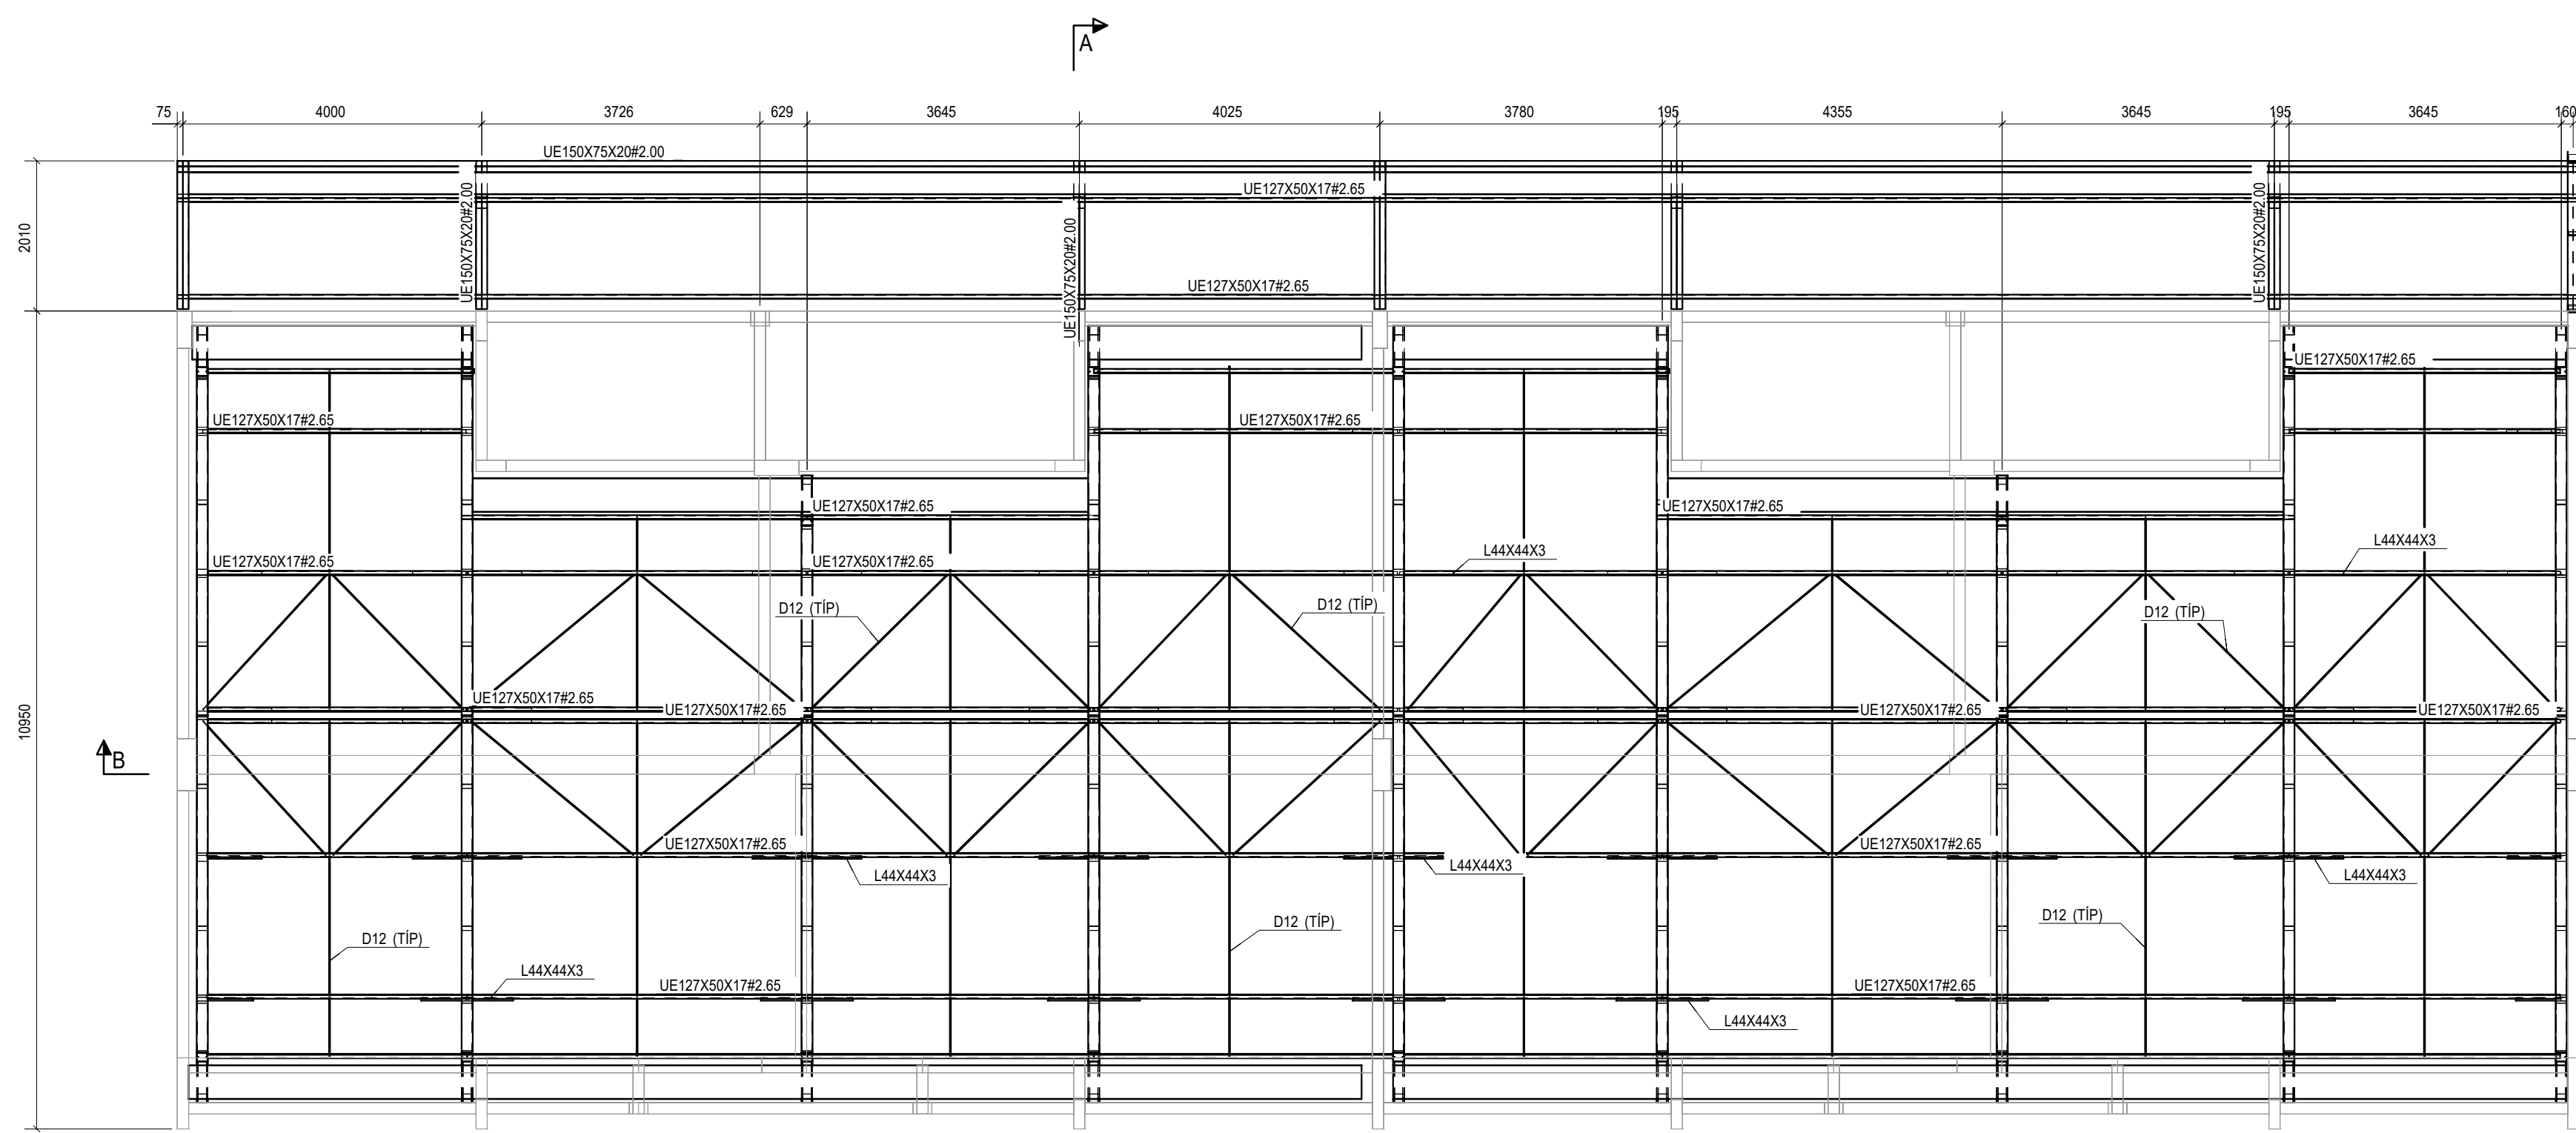 A
75 4000 3726 629 3645 4025 3780 195 4355 3645 195 3645 160
UE150X75X20#2.00
UE127X50X17#2.65
UE150X75X20#2.00
UE150X75X20#2.00
UE150X75X20#2.00
2010
UE127X50X17#2.65
UE127X50X17#2.65
UE127X50X17#2.65 UE127X50X17#2.65
UE127X50X17#2.65 UE127X50X17#2.65
L44X44X3 L44X44X3
UE127X50X17#2.65 UE127X50X17#2.65
D12 (TÍP) D12 (TÍP) D12 (TÍP)
UE127X50X17#2.65
UE127X50X17#2.65 UE127X50X17#2.65 UE127X50X17#2.65
10950
B
UE127X50X17#2.65 UE127X50X17#2.65
L44X44X3 L44X44X3 L44X44X3
D12 (TÍP) D12 (TÍP) D12 (TÍP)
L44X44X3
UE127X50X17#2.65 UE127X50X17#2.65
L44X44X3